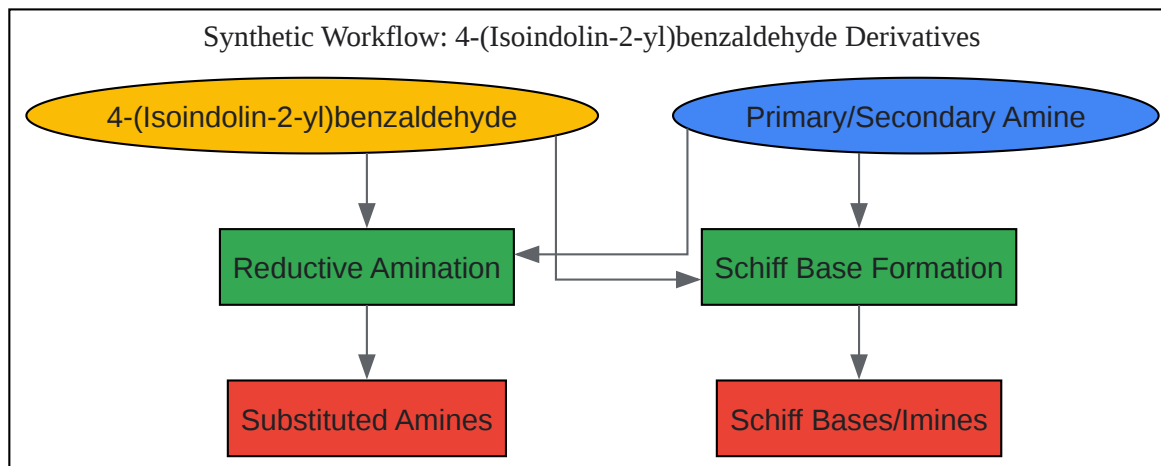 Synthetic Workflow: 4-(Isoindolin-2-yl)benzaldehyde Derivatives
4-(Isoindolin-2-yl)benzaldehyde
Primary/Secondary Amine
Reductive Amination
Schiff Base Formation
Substituted Amines
Schiff Bases/Imines